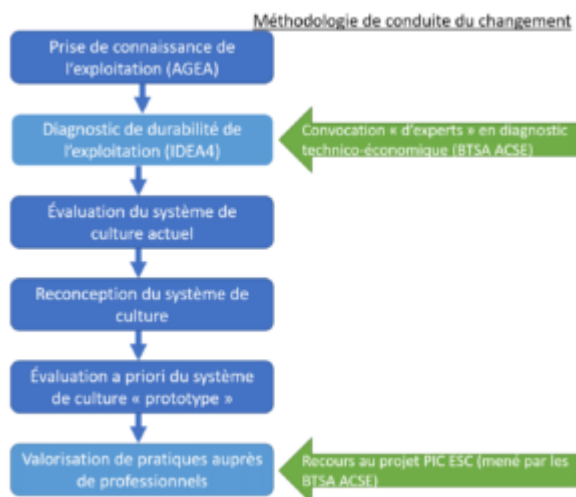 Méthodologie de conduite du changement
Prise de connaissance de
l'exploitation (AGEA)
Diagnostic de durabilité de
l'exploitation (IDEA4)
Convocation « d'experts » en diagnostic
technico-économique (BTSA ACSE)
Évaluation du système de
culture actuel
Reconception du système de
culture
Évaluation a priori du système
de culture « prototype »
Valorisation de pratiques auprès
de professionnels
Recours au projet PIC ESC (mené par les
BTSA ACSE)